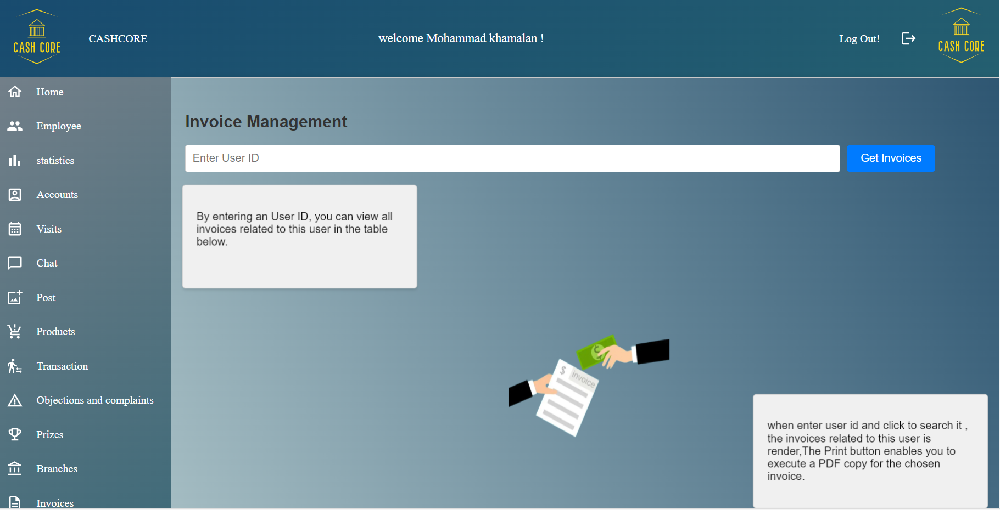 CASH CORE
CASHCORE
welcome Mohammad khamalan !
Log Out!
CASH CORE
Home
Employee
statistics
Accounts
Visits
Chat
Post
Products
Transaction
Objections and complaints
Prizes
Branches
Invoices
Invoice Management
Enter User ID
Get Invoices
By entering an User ID, you can view all
invoices related to this user in the table
below.
$ invoice
when enter user id and click to search it ,
the invoices related to this user is
render,The Print button enables you to
execute a PDF copy for the chosen
invoice.